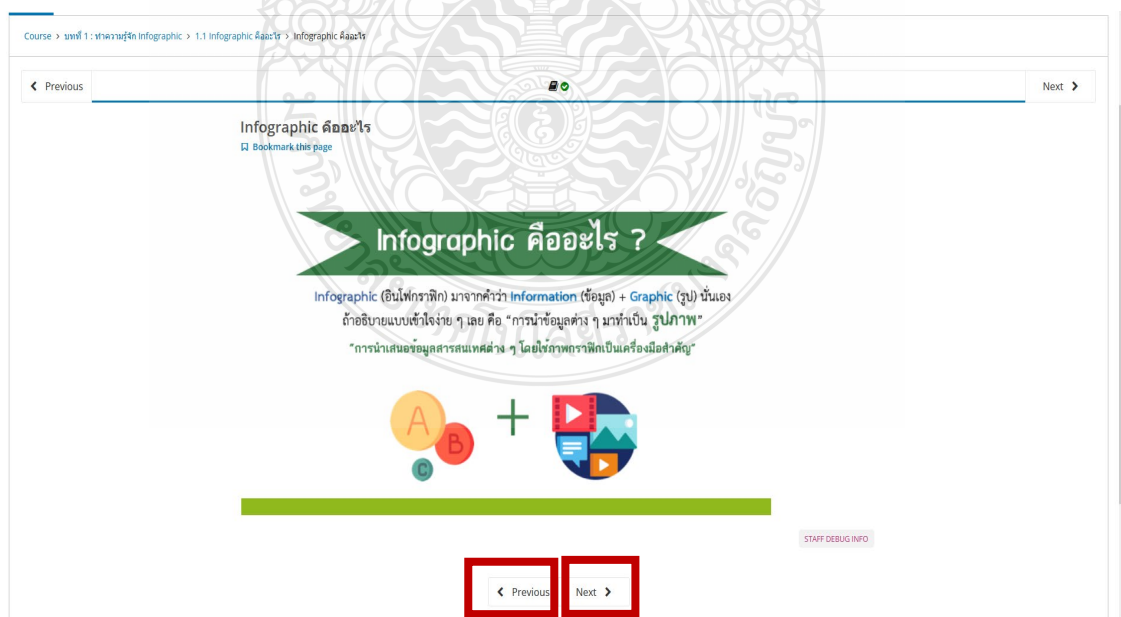 Course > บทที่ 1 : ทำความรู้จัก Infographic > 1.1 Infographic คืออะไร > Infographic คืออะไร
Previous
Next
Infographic คืออะไร
Bookmark this page
Infographic คืออะไร ?
Infographic (อินโฟกราฟิก) มาจากคำว่า Information (ข้อมูล) + Graphic (รูป) นั่นเอง
ถ้าอธิบายแบบเข้าใจง่าย ๆ เลย คือ "การนำข้อมูลต่าง ๆ มาทำเป็น รูปภาพ"
"การนำเสนอข้อมูลสารสนเทศต่าง ๆ โดยใช้ภาพกราฟิกเป็นเครื่องมือสำคัญ"
A
B
C
STAFF DEBUG INFO
Previous
Next